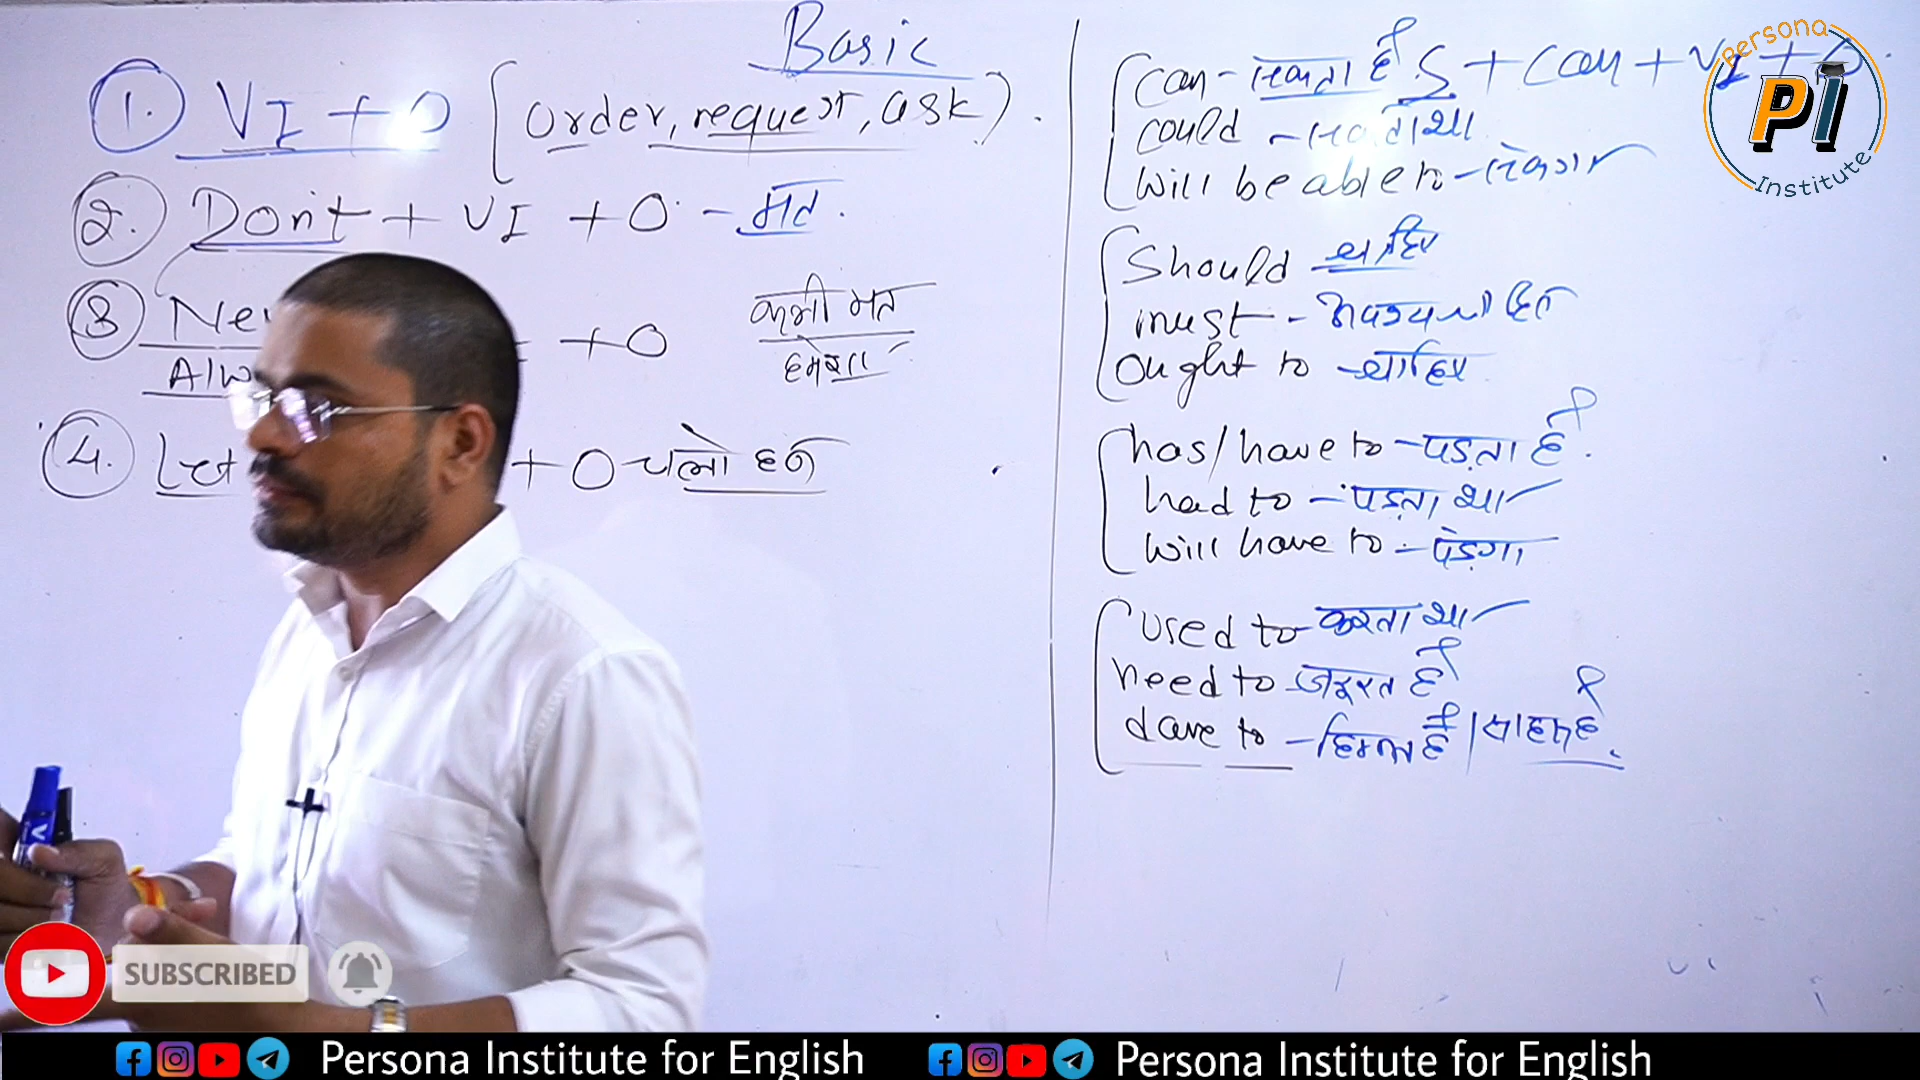 Basic
1. VI + O [Order, request, ask).
2. Don't + VI + O - मत.
3 Nev + O कभी मत
Alw हमेशा
4. Let + O चलो हम
Can - सकता है S + Can + VI + O.
Could - सकता था
Will be able to - सकेगा
Should चाहिए
must - अवश्य चाहिए
Ought to - चाहिए
has/have to - पड़ता है.
had to - पड़ता था
Will have to - पड़ेगा
used to करता था
need to जरूरत है
dare to - हिम्मत है | साहस है.
Persona
PI
Institute
V
SUBSCRIBED
Persona Institute for English
Persona Institute for English